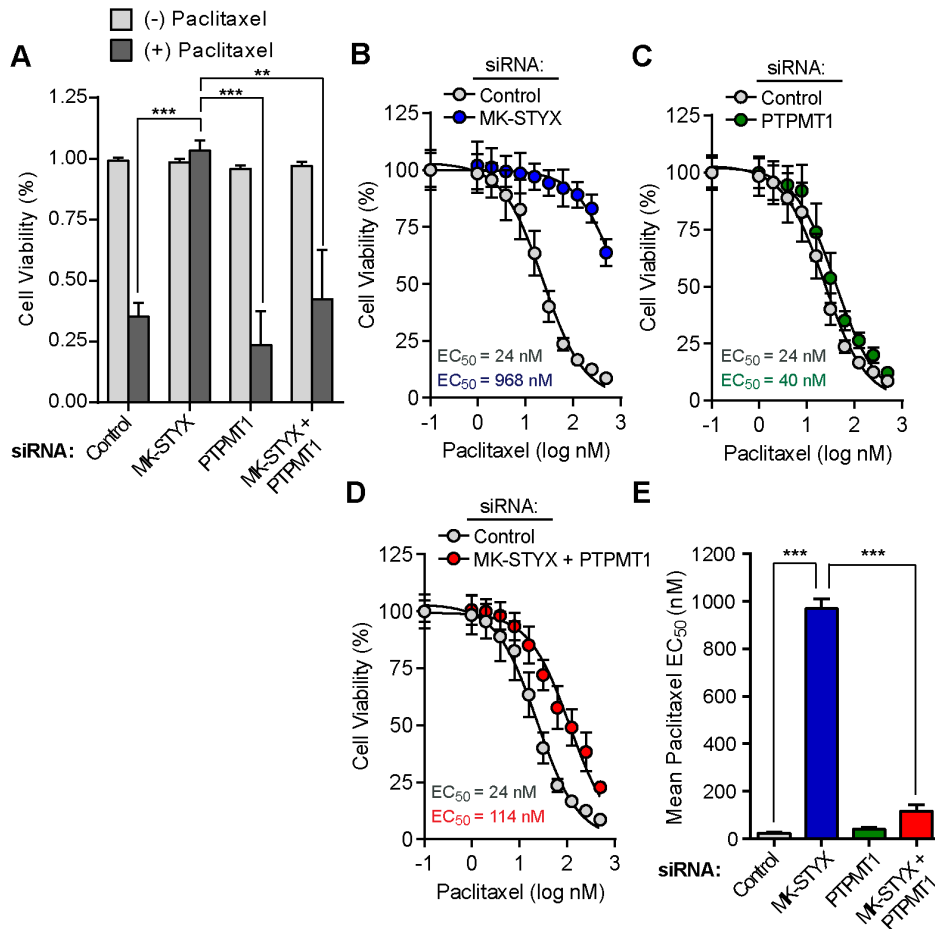 (-) Paclitaxel
(+) Paclitaxel
A
Cell Viability (%)
1.25
1.00
0.75
0.50
0.25
0.00
***
***
**
siRNA:
Control
MK-STYX
PTPMT1
MK-STYX +
PTPMT1
B
siRNA:
Control
MK-STYX
Cell Viability (%)
125
100
75
50
25
0
EC50 = 24 nM
EC50 = 968 nM
-1 0 1 2 3
Paclitaxel (log nM)
C
siRNA:
Control
PTPMT1
Cell Viability (%)
125
100
75
50
25
0
EC50 = 24 nM
EC50 = 40 nM
-1 0 1 2 3
Paclitaxel (log nM)
D
siRNA:
Control
MK-STYX + PTPMT1
Cell Viability (%)
125
100
75
50
25
0
EC50 = 24 nM
EC50 = 114 nM
-1 0 1 2 3
Paclitaxel (log nM)
E
Mean Paclitaxel EC50 (nM)
1200
1000
800
600
400
200
0
***
***
siRNA:
Control
MK-STYX
PTPMT1
MK-STYX +
PTPMT1